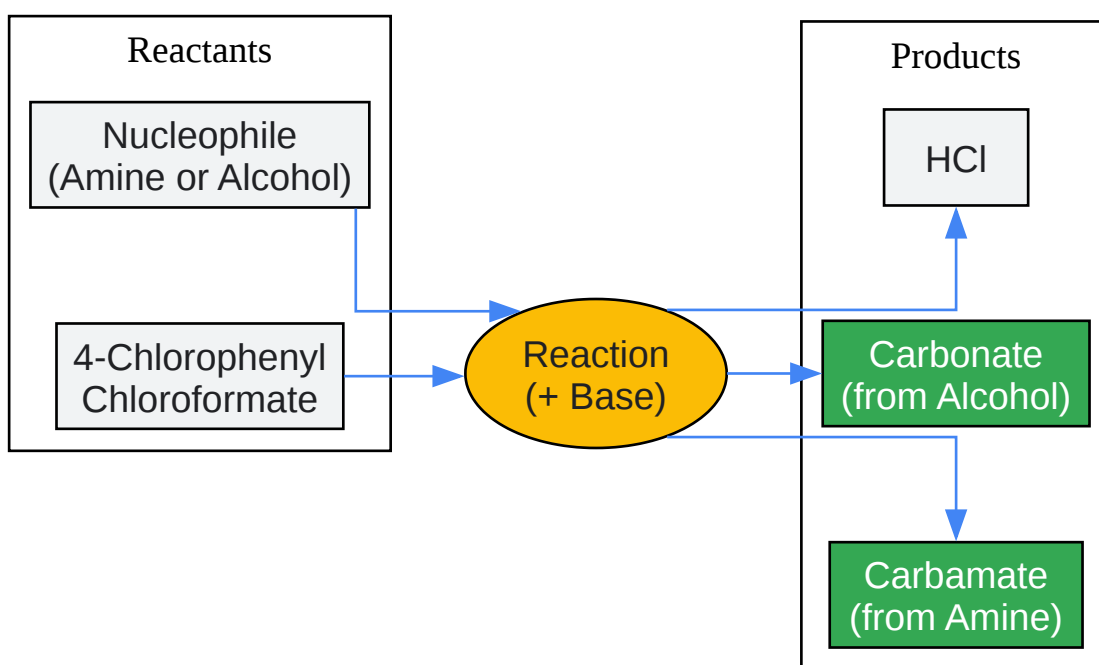 Reactants
Nucleophile
(Amine or Alcohol)
4-Chlorophenyl
Chloroformate
Reaction
(+ Base)
Products
HCl
Carbonate
(from Alcohol)
Carbamate
(from Amine)